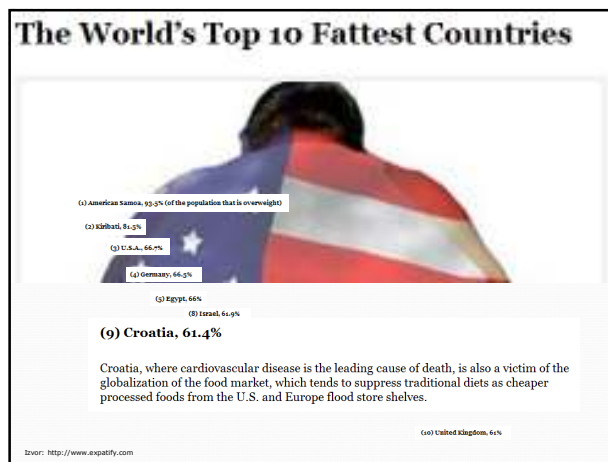 The World's Top 10 Fattest Countries
(1) American Samoa, 93.5% (of the population that is overweight)
(2) Kiribati, 81.5%
(3) U.S.A., 66.7%
(4) Germany, 66.5%
(5) Egypt, 66%
(8) Israel, 61.9%
(9) Croatia, 61.4%
Croatia, where cardiovascular disease is the leading cause of death, is also a victim of the
globalization of the food market, which tends to suppress traditional diets as cheaper
processed foods from the U.S. and Europe flood store shelves.
(10) United Kingdom, 61%
Izvor: http://www.expatify.com